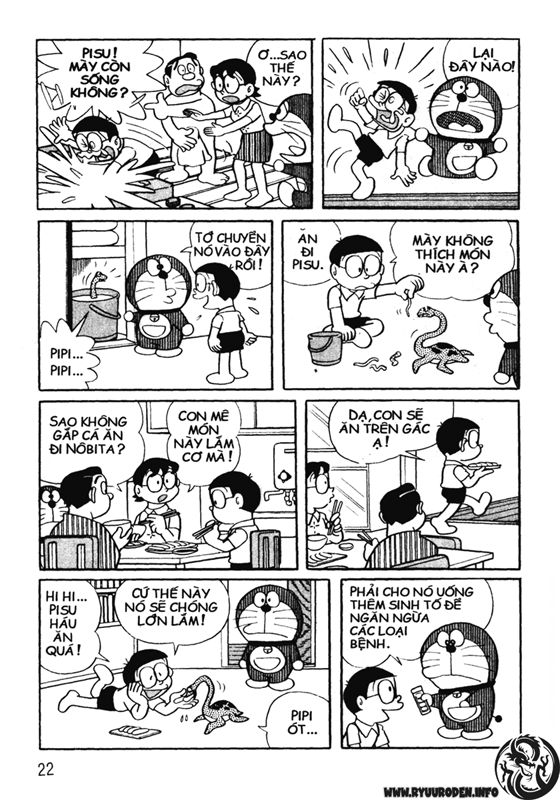 PISU!
MÀY CÒN
SỐNG
KHÔNG?
Ơ...SAO
THẾ
NÀY?
LẠI
ĐÂY NÀO!
TỚ CHUYỂN
NÓ VÀO ĐÂY
RỒI!
PIPI...
PIPI...
ĂN
ĐI
PISU.
MÀY KHÔNG
THÍCH MÓN
NÀY À?
SAO KHÔNG
GẮP CÁ ĂN
ĐI NÔBITA?
CON MÊ
MÓN
NÀY LẮM
CƠ MÀ!
DẠ, CON SẼ
ĂN TRÊN GÁC
Ạ!
HI HI...
PISU
HÁU
ĂN
QUÁ!
CỨ THẾ NÀY
NÓ SẼ CHÓNG
LỚN LẮM!
PIPI
ÓT...
PHẢI CHO NÓ UỐNG
THÊM SINH TỐ ĐỂ
NGĂN NGỪA
CÁC LOẠI
BỆNH.
22
WWW.RYUURODEN.INFO